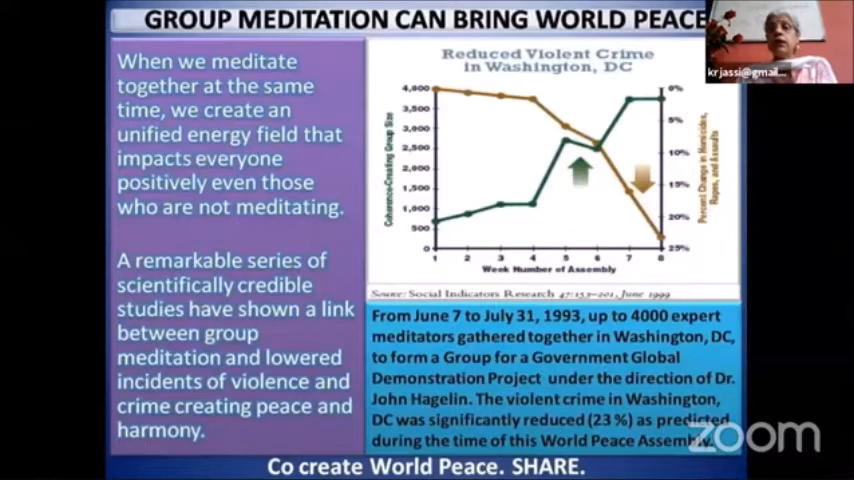 GROUP MEDITATION CAN BRING WORLD PEACE
When we meditate
together at the same
time, we create an
unified energy field that
impacts everyone
positively even those
who are not meditating.
A remarkable series of
scientifically credible
studies have shown a link
between group
meditation and lowered
incidents of violence and
crime creating peace and
harmony.
Reduced Violent Crime
in Washington, DC
Coherence-Creating Group Size
4,000
3,500
3,000
2,500
2,000
1,500
1,000
500
0
1 2 3 4 5 6 7 8
Week Number of Assembly
0%
5%
10%
15%
20%
25%
Percent Change in Homicides,
Rapes, and Assaults
Source: Social Indicators Research 47:153-201, June 1999
From June 7 to July 31, 1993, up to 4000 expert
meditators gathered together in Washington, DC,
to form a Group for a Government Global
Demonstration Project under the direction of Dr.
John Hagelin. The violent crime in Washington,
DC was significantly reduced (23 %) as predicted
during the time of this World Peace Assembly.
Co create World Peace. SHARE.
krjassi@gmail...
zoom